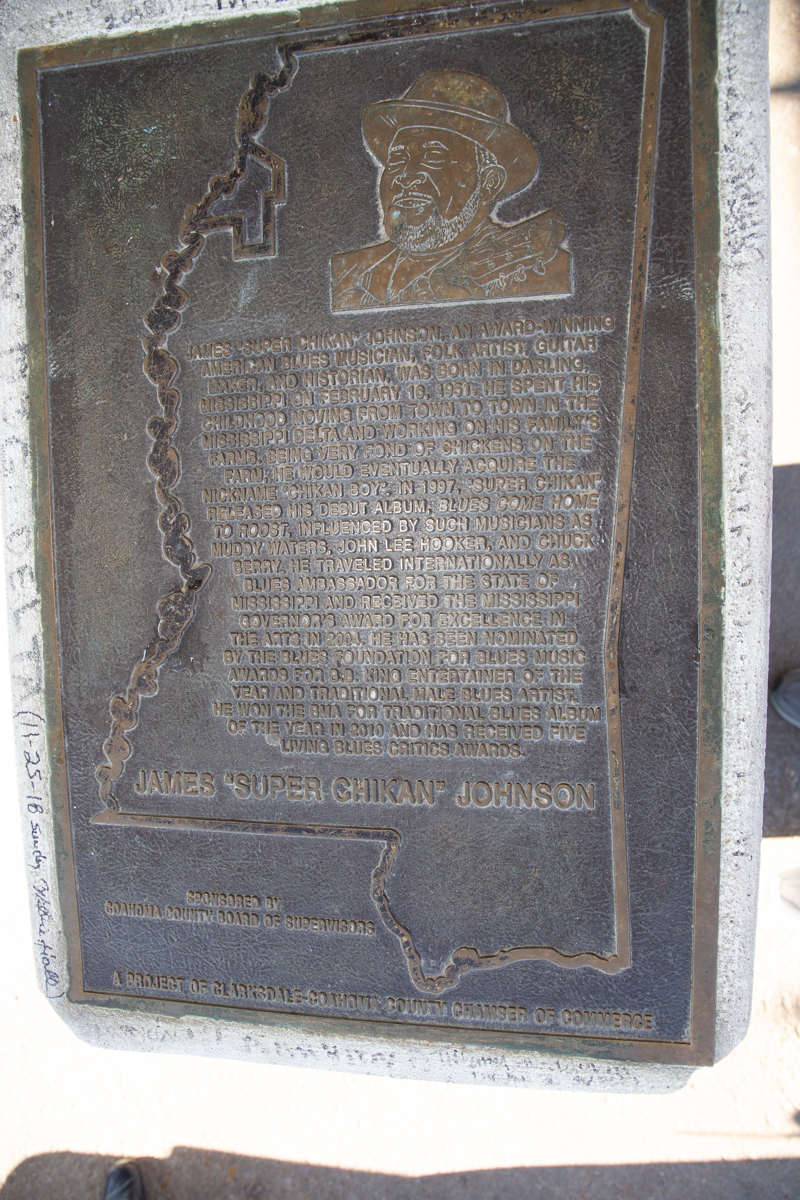 JAMES "SUPER CHIKAN" JOHNSON, AN AWARD-WINNING
AMERICAN BLUES MUSICIAN, FOLK ARTIST, GUITAR
MAKER, AND HISTORIAN, WAS BORN IN DARLING,
MISSISSIPPI ON FEBRUARY 16, 1951. HE SPENT HIS
CHILDHOOD MOVING FROM TOWN TO TOWN IN THE
MISSISSIPPI DELTA AND WORKING ON HIS FAMILY'S
FARMS. BEING VERY FOND OF CHICKENS ON THE
FARM, HE WOULD EVENTUALLY ACQUIRE THE
NICKNAME "CHIKAN BOY". IN 1997, "SUPER CHIKAN"
RELEASED HIS DEBUT ALBUM, BLUES COME HOME
TO ROOST, INFLUENCED BY SUCH MUSICIANS AS
MUDDY WATERS, JOHN LEE HOOKER, AND CHUCK
BERRY. HE TRAVELED INTERNATIONALLY AS
BLUES AMBASSADOR FOR THE STATE OF
MISSISSIPPI AND RECEIVED THE MISSISSIPPI
GOVERNOR'S AWARD FOR EXCELLENCE IN
THE ARTS IN 2004. HE HAS BEEN NOMINATED
BY THE BLUES FOUNDATION FOR BLUES MUSIC
AWARDS FOR B.B. KING ENTERTAINER OF THE
YEAR AND TRADITIONAL MALE BLUES ARTIST.
HE WON THE BMA FOR TRADITIONAL BLUES ALBUM
OF THE YEAR IN 2010 AND HAS RECEIVED FIVE
LIVING BLUES CRITICS AWARDS.
JAMES "SUPER CHIKAN" JOHNSON
SPONSORED BY
COAHOMA COUNTY BOARD OF SUPERVISORS
A PROJECT OF CLARKSDALE-COAHOMA COUNTY CHAMBER OF COMMERCE
DELTA
(11-25-18 Sunday